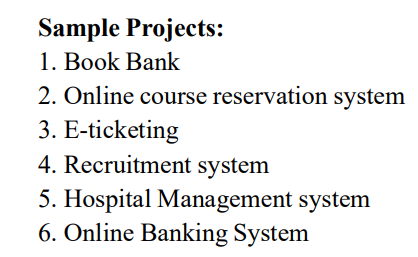 Sample Projects:
1. Book Bank
2. Online course reservation system
3. E-ticketing
4. Recruitment system
5. Hospital Management system
6. Online Banking System